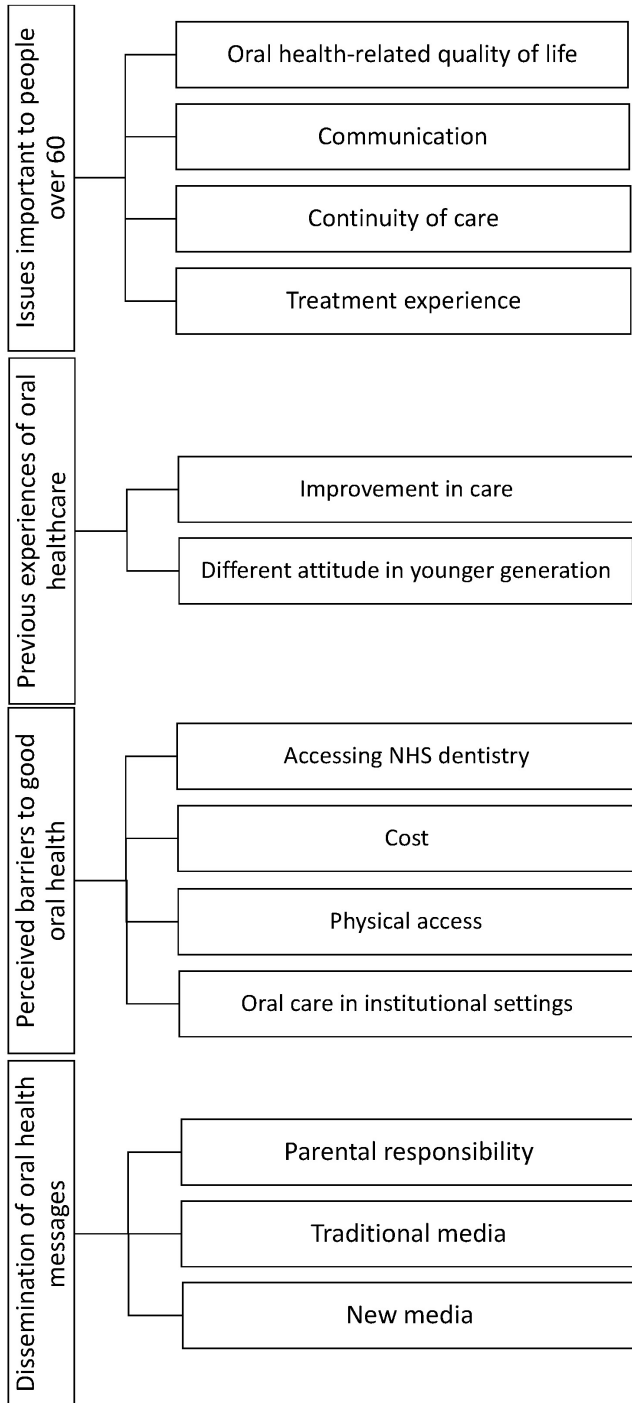 Issues important to people
over 60
Oral health-related quality of life
Communication
Continuity of care
Treatment experience
Previous experiences of oral
healthcare
Improvement in care
Different attitude in younger generation
Perceived barriers to good
oral health
Accessing NHS dentistry
Cost
Physical access
Oral care in institutional settings
Dissemination of oral health
messages
Parental responsibility
Traditional media
New media